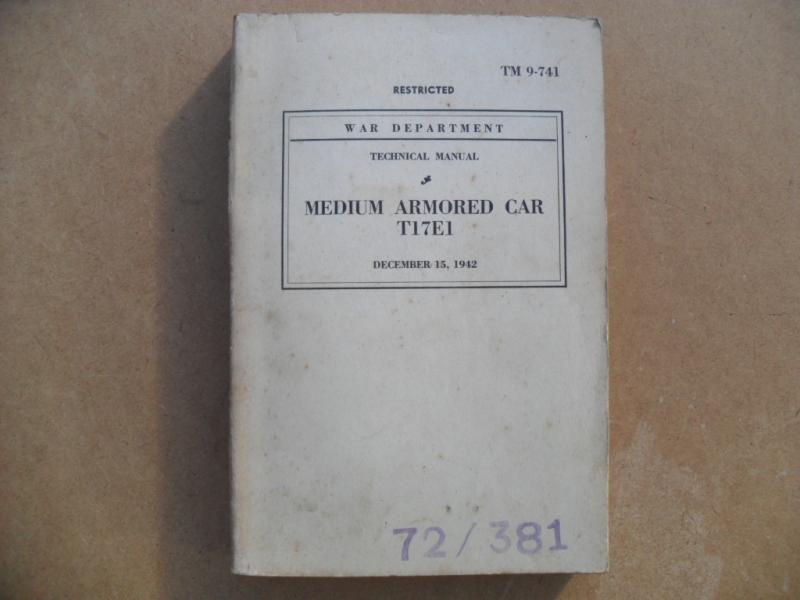 TM 9-741
RESTRICTED
WAR DEPARTMENT
TECHNICAL MANUAL
MEDIUM ARMORED CAR
T17E1
DECEMBER 15, 1942
72/381